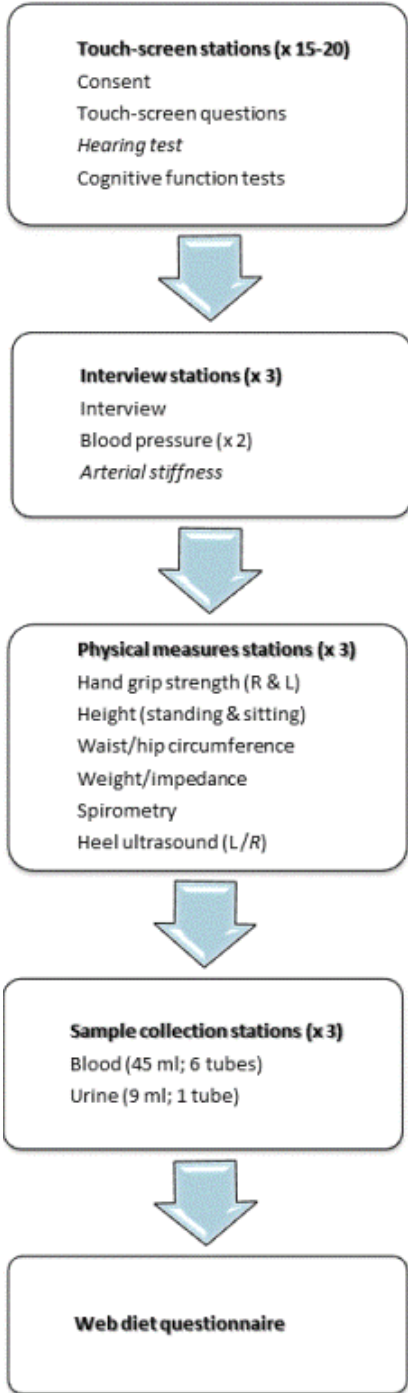 Touch-screen stations (x 15-20)
Consent
Touch-screen questions
Hearing test
Cognitive function tests
Interview stations (x 3)
Interview
Blood pressure (x 2)
Arterial stiffness
Physical measures stations (x 3)
Hand grip strength (R & L)
Height (standing & sitting)
Waist/hip circumference
Weight/impedance
Spirometry
Heel ultrasound (L/R)
Sample collection stations (x 3)
Blood (45 ml; 6 tubes)
Urine (9 ml; 1 tube)
Web diet questionnaire